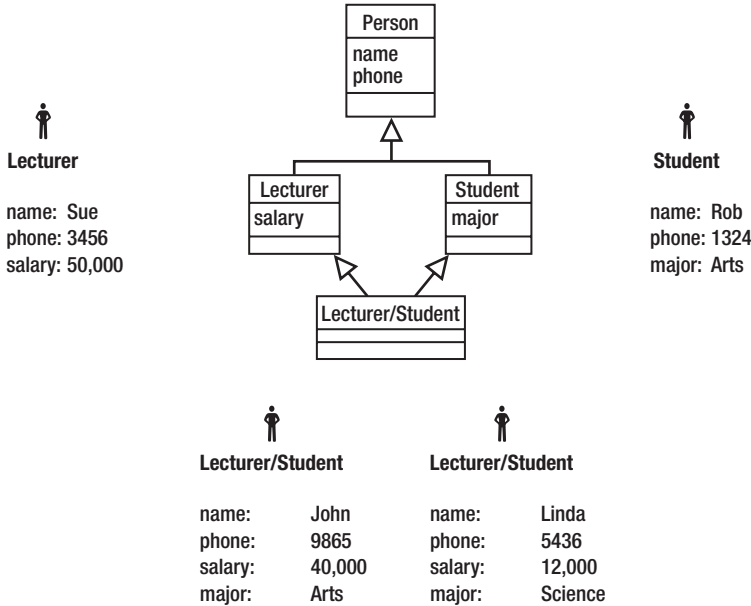 Person
name
phone
Lecturer
name: Sue
phone: 3456
salary: 50,000
Lecturer
salary
Student
major
Student
name: Rob
phone: 1324
major: Arts
Lecturer/Student
Lecturer/Student
name: John
phone: 9865
salary: 40,000
major: Arts
Lecturer/Student
name: Linda
phone: 5436
salary: 12,000
major: Science